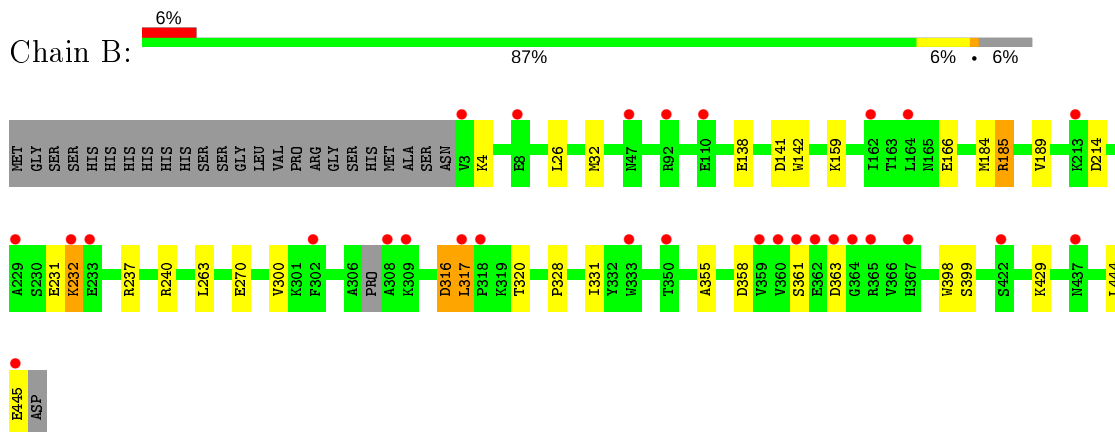 6%
Chain B:
87% 6% • 6%
MET GLY SER SER HIS HIS HIS HIS HIS HIS SER SER GLY LEU VAL PRO ARG GLY SER HIS MET ALA SER ASN V3 K4 E8 L26 M32 N47 R92 E110 E138 D141 W142 K159 I162 T163 L164 N165 E166 M184 R185 V189 K213 D214
A229 S230 E231 K232 E233 R237 R240 L263 E270 V300 K301 F302 A306 PRO A308 K309 D316 L317 P318 K319 T320 P328 I331 Y332 W333 T350 A355 D358 V359 V360 S361 E362 D363 G364 R365 V366 H367 W398 S399 S422 K429 N437 L444
E445 ASP